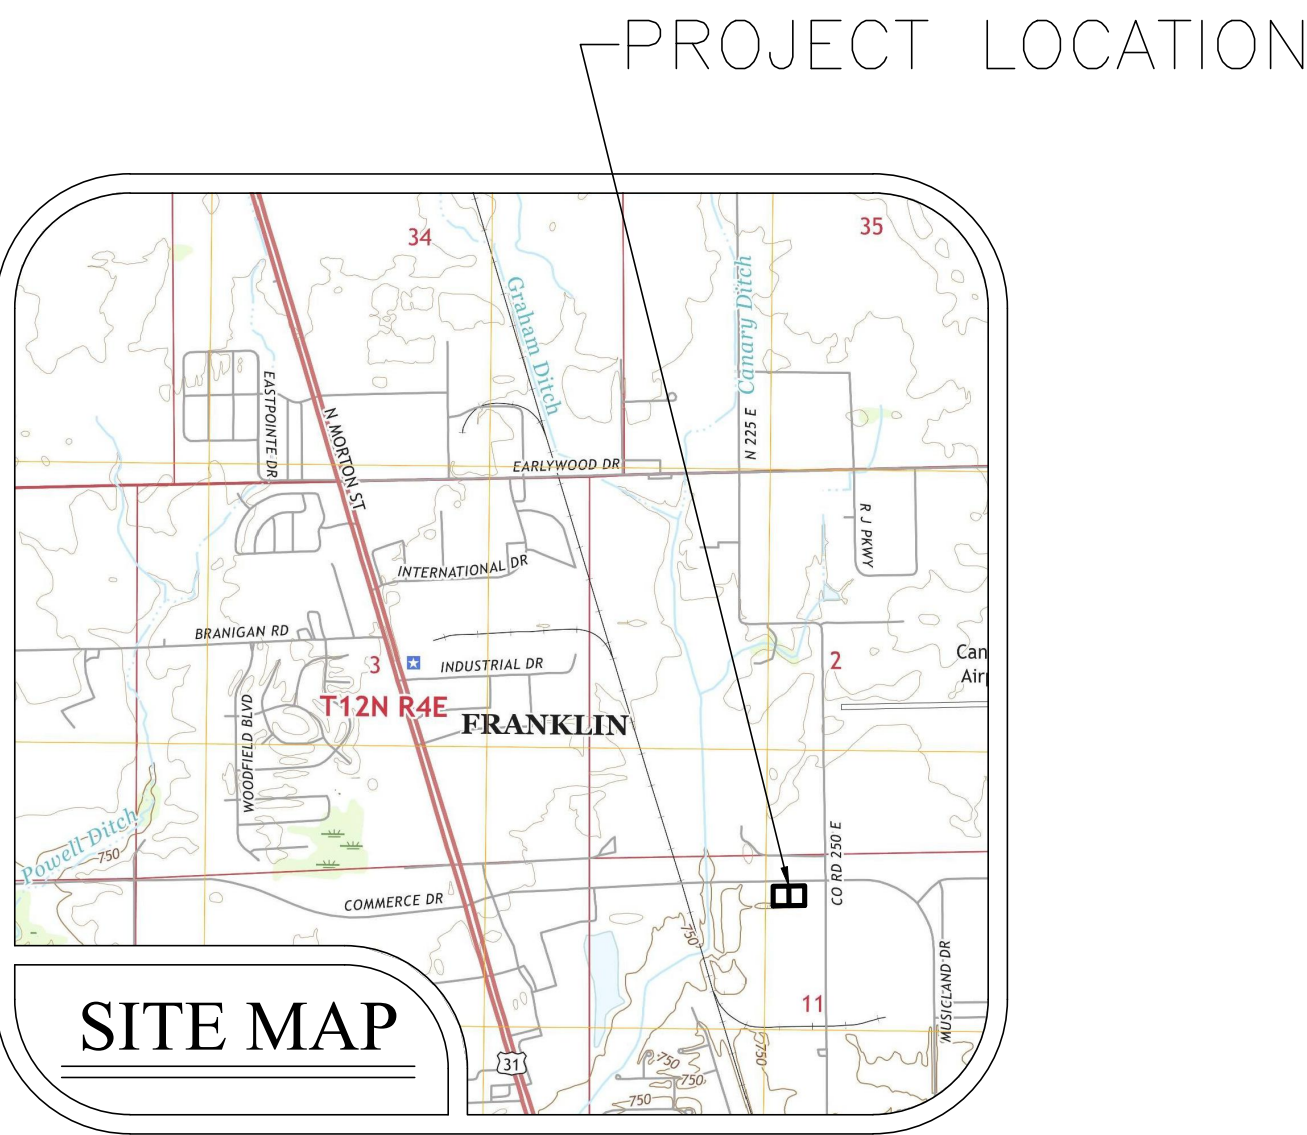 PROJECT LOCATION
34
35
Graham Ditch
Canary Ditch
EASTPOINTE DR
N MORTON ST
N 225 E
EARLYWOOD DR
R J PKWY
INTERNATIONAL DR
BRANIGAN RD
3
INDUSTRIAL DR
2
Can
Airp
T12N R4E
FRANKLIN
WOODFIELD BLVD
Powell Ditch
750
CO RD 250 E
COMMERCE DR
750
MUSICLAND DR
11
SITE MAP
31
750
750
750
750